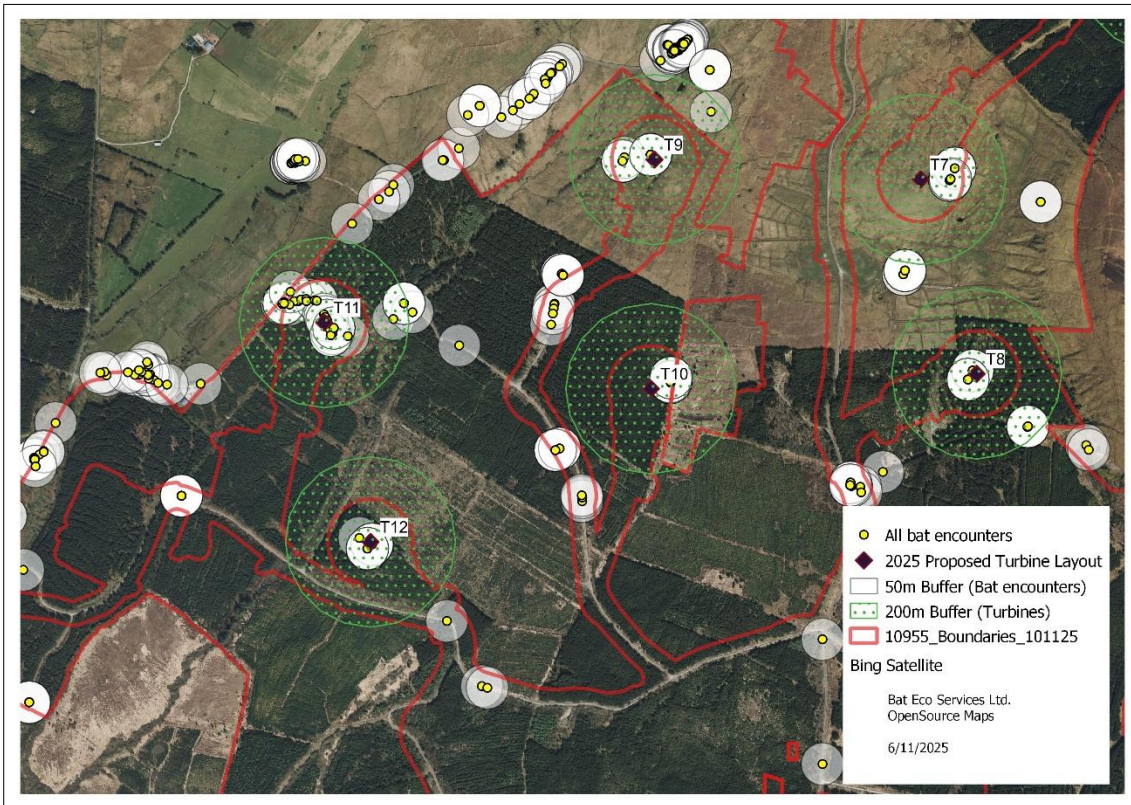 T9
T7
T11
T10
T8
T12
All bat encounters
2025 Proposed Turbine Layout
50m Buffer (Bat encounters)
200m Buffer (Turbines)
10955_Boundaries_101125
Bing Satellite
Bat Eco Services Ltd.
OpenSource Maps
6/11/2025